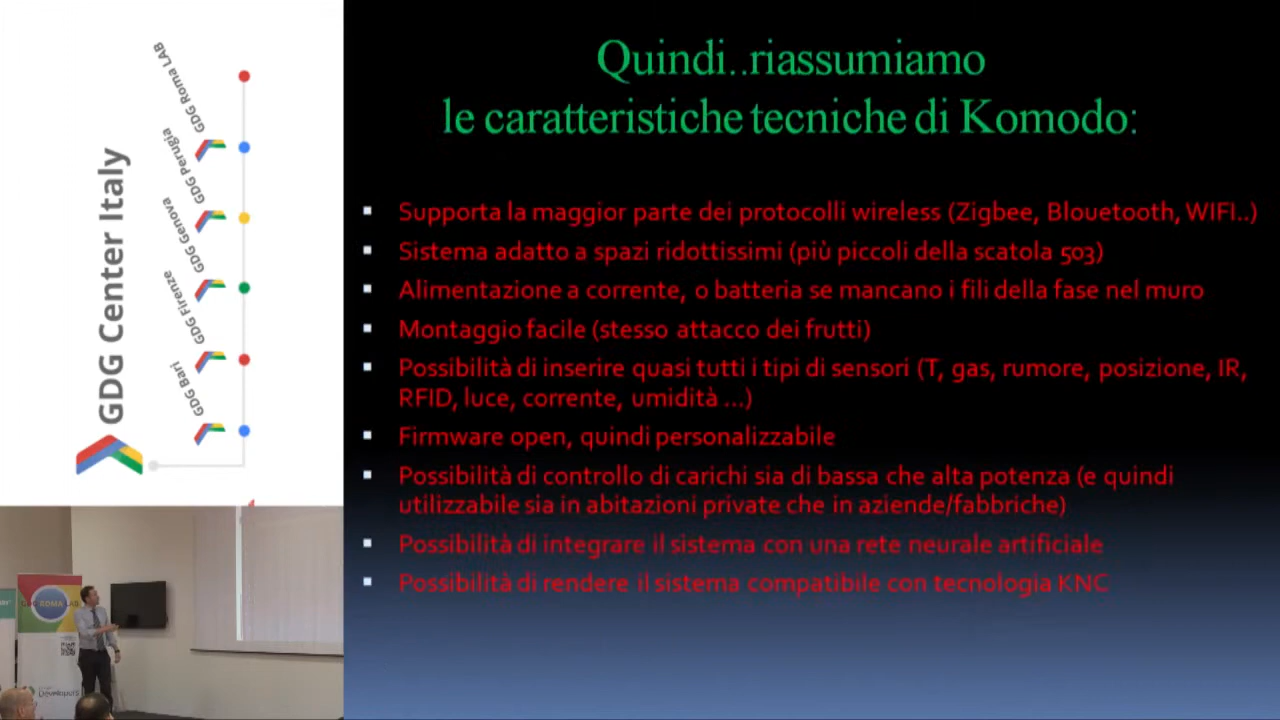 Quindi..riassumiamo
le caratteristiche tecniche di Komodo:
Supporta la maggior parte dei protocolli wireless (Zigbee, Blouetooth, WIFI..)
Sistema adatto a spazi ridottissimi (più piccoli della scatola 503)
Alimentazione a corrente, o batteria se mancano i fili della fase nel muro
Montaggio facile (stesso attacco dei frutti)
Possibilità di inserire quasi tutti i tipi di sensori (T, gas, rumore, posizione, IR,
RFID, luce, corrente, umidità ...)
Firmware open, quindi personalizzabile
Possibilità di controllo di carichi sia di bassa che alta potenza (e quindi
utilizzabile sia in abitazioni private che in aziende/fabbriche)
Possibilità di integrare il sistema con una rete neurale artificiale
Possibilità di rendere il sistema compatibile con tecnologia KNC
GDG Center Italy
GDG Roma LAB
GDG Perugia
GDG Genova
GDG Firenze
GDG Bari
GDG ROMA LAB
Developers